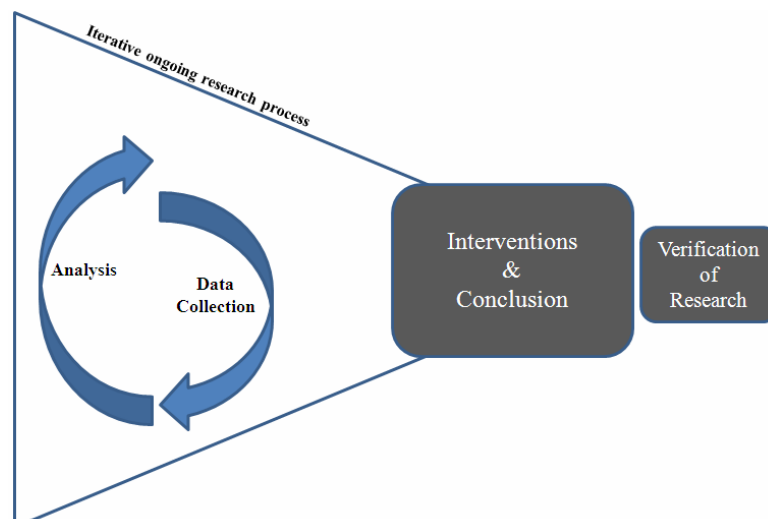 Iterative ongoing research process
Analysis
Data
Collection
Interventions
&
Conclusion
Verification
of
Research